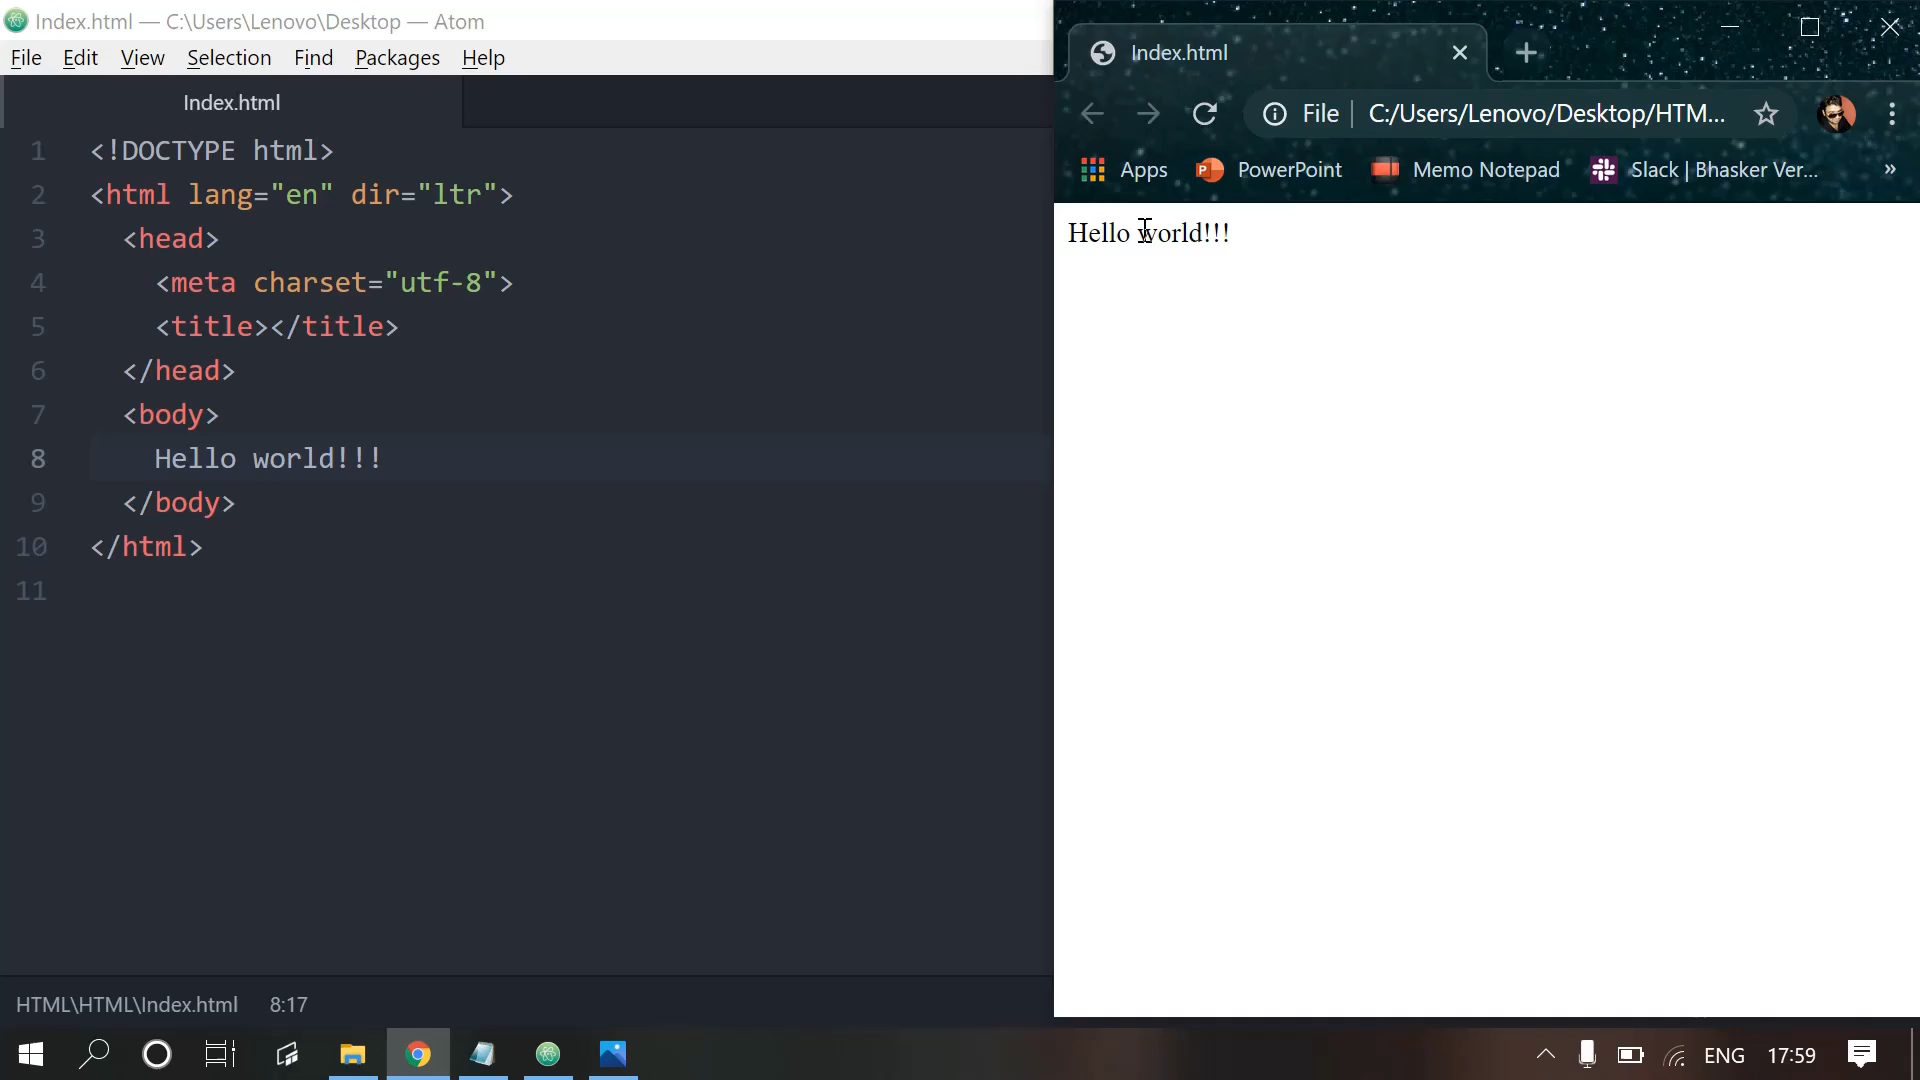 Index.html — C:\Users\Lenovo\Desktop — Atom
File Edit View Selection Find Packages Help
Index.html
1 <!DOCTYPE html>
2 <html lang="en" dir="ltr">
3 <head>
4 <meta charset="utf-8">
5 <title></title>
6 </head>
7 <body>
8 Hello world!!!
9 </body>
10 </html>
11
HTML\HTML\Index.html 8:17
Index.html
File C:/Users/Lenovo/Desktop/HTM...
Apps PowerPoint Memo Notepad Slack | Bhasker Ver...
Hello world!!!
ENG 17:59